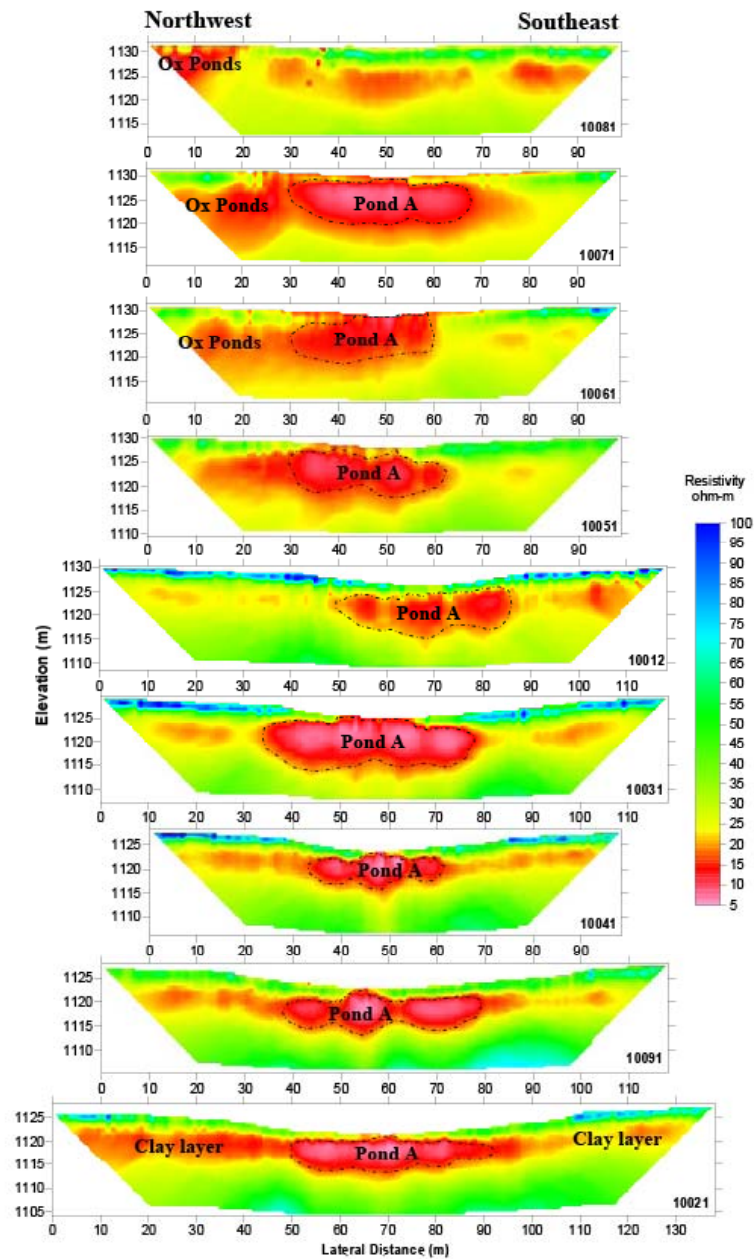 Northwest Southeast
1130
1125
1120
1115
Ox Ponds
10081
0 10 20 30 40 50 60 70 80 90
1130
1125
1120
1115
Ox Ponds Pond A
10071
0 10 20 30 40 50 60 70 80 90
1130
1125
1120
1115
Ox Ponds Pond A
10061
0 10 20 30 40 50 60 70 80 90
1130
1125
1120
1115
1110
Pond A
10051
0 10 20 30 40 50 60 70 80 90
Resistivity
ohm-m
100
95
90
85
80
75
70
65
60
55
50
45
40
35
30
25
20
15
10
5
Elevation (m)
1130
1120
1110
Pond A
10012
0 10 20 30 40 50 60 70 80 90 100 110
1125
1120
1115
1110
Pond A
10031
0 10 20 30 40 50 60 70 80 90 100 110
1125
1120
1115
1110
Pond A
10041
0 10 20 30 40 50 60 70 80 90 100
1125
1120
1110
Pond A
10091
0 10 20 30 40 50 60 70 80 90 100 110
1125
1120
1115
1110
1105
Clay layer Pond A Clay layer
10021
0 10 20 30 40 50 60 70 80 90 100 110 120 130
Lateral Distance (m)